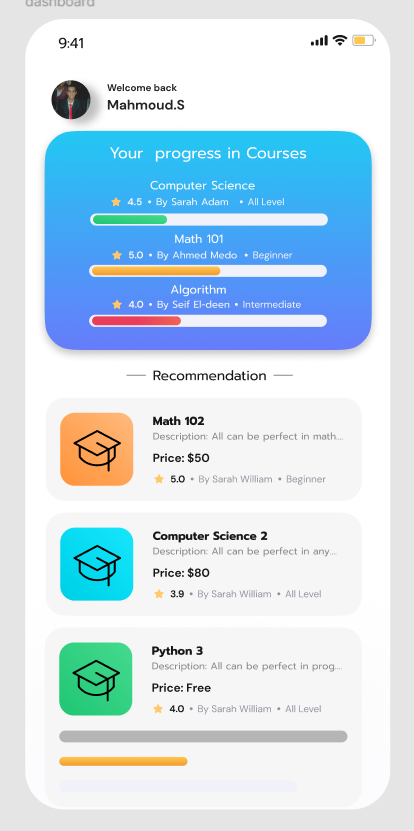 dashboard
9:41
Welcome back
Mahmoud.S
Your progress in Courses
Computer Science
4.5 • By Sarah Adam • All Level
Math 101
5.0 • By Ahmed Medo • Beginner
Algorithm
4.0 • By Seif El-deen • Intermediate
Recommendation
Math 102
Description: All can be perfect in math...
Price: $50
5.0 • By Sarah William • Beginner
Computer Science 2
Description: All can be perfect in any...
Price: $80
3.9 • By Sarah William • All Level
Python 3
Description: All can be perfect in prog...
Price: Free
4.0 • By Sarah William • All Level